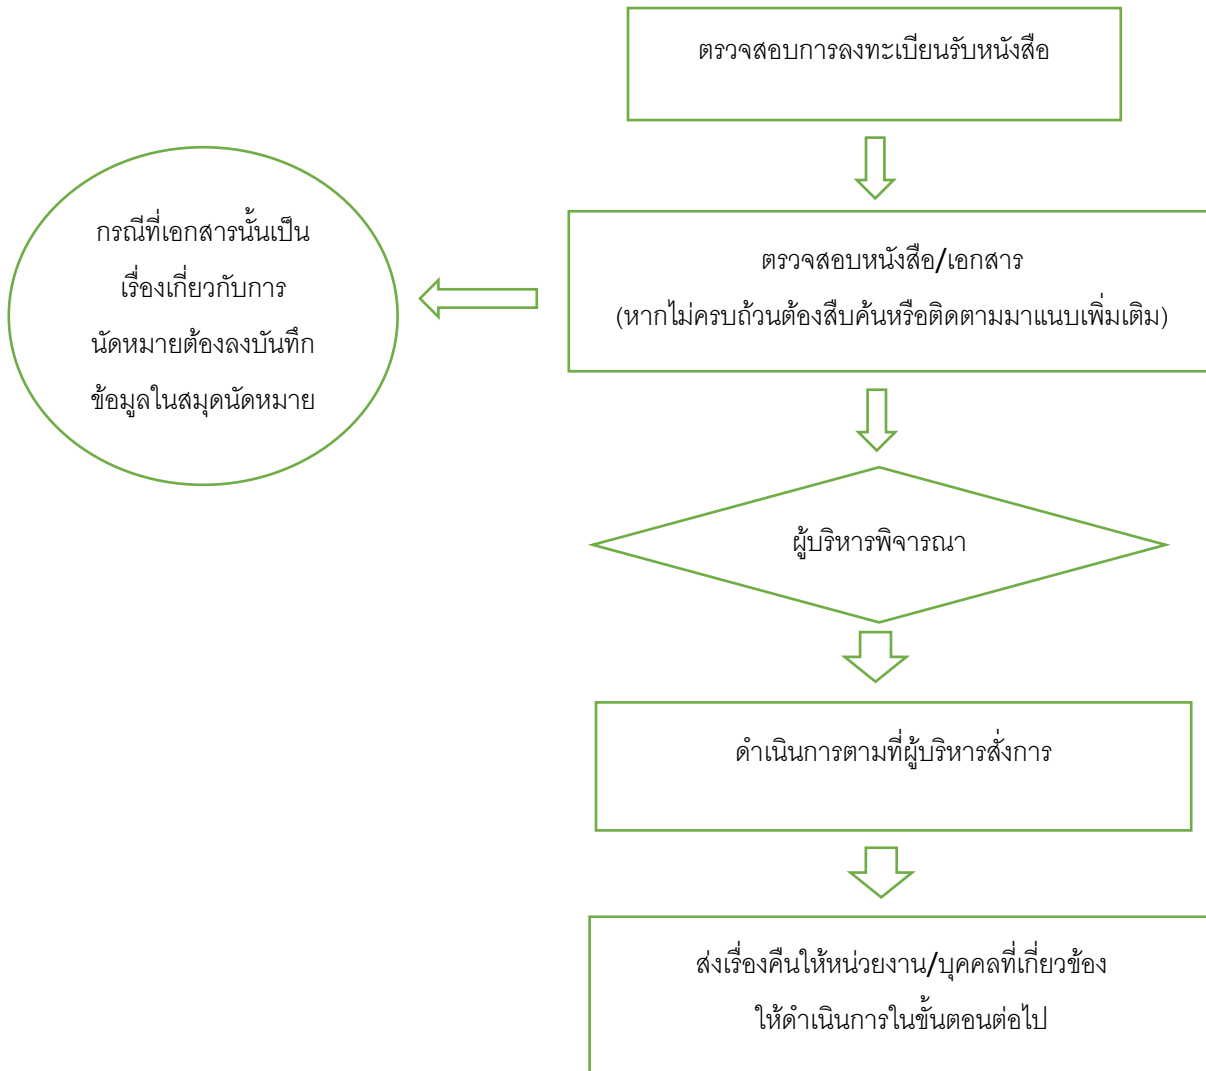 ตรวจสอบการลงทะเบียนรับหนังสือ
กรณีที่เอกสารนั้นเป็น
เรื่องเกี่ยวกับการ
นัดหมายต้องลงบันทึก
ข้อมูลในสมุดนัดหมาย
ตรวจสอบหนังสือ/เอกสาร
(หากไม่ครบถ้วนต้องสืบค้นหรือติดตามมาแนบเพิ่มเติม)
ผู้บริหารพิจารณา
ดำเนินการตามที่ผู้บริหารสั่งการ
ส่งเรื่องคืนให้หน่วยงาน/บุคคลที่เกี่ยวข้อง
ให้ดำเนินการในขั้นตอนต่อไป